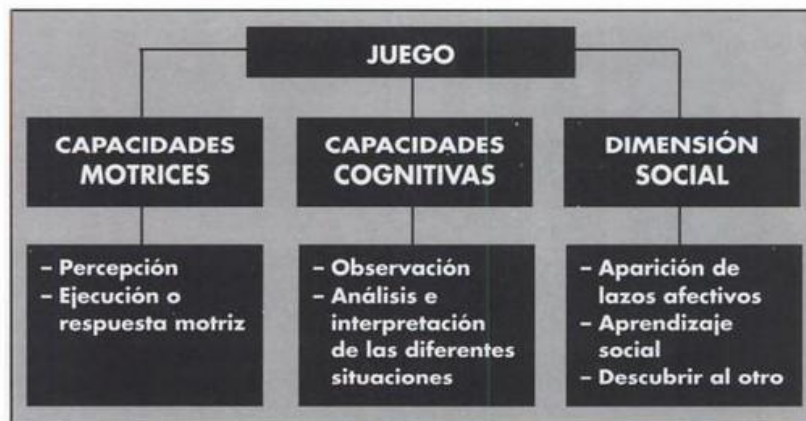 JUEGO
CAPACIDADES
MOTRICES
– Percepción
– Ejecución o
respuesta motriz
CAPACIDADES
COGNITIVAS
– Observación
– Análisis e
interpretación
de las diferentes
situaciones
DIMENSIÓN
SOCIAL
– Aparición de
lazos afectivos
– Aprendizaje
social
– Descubrir al otro